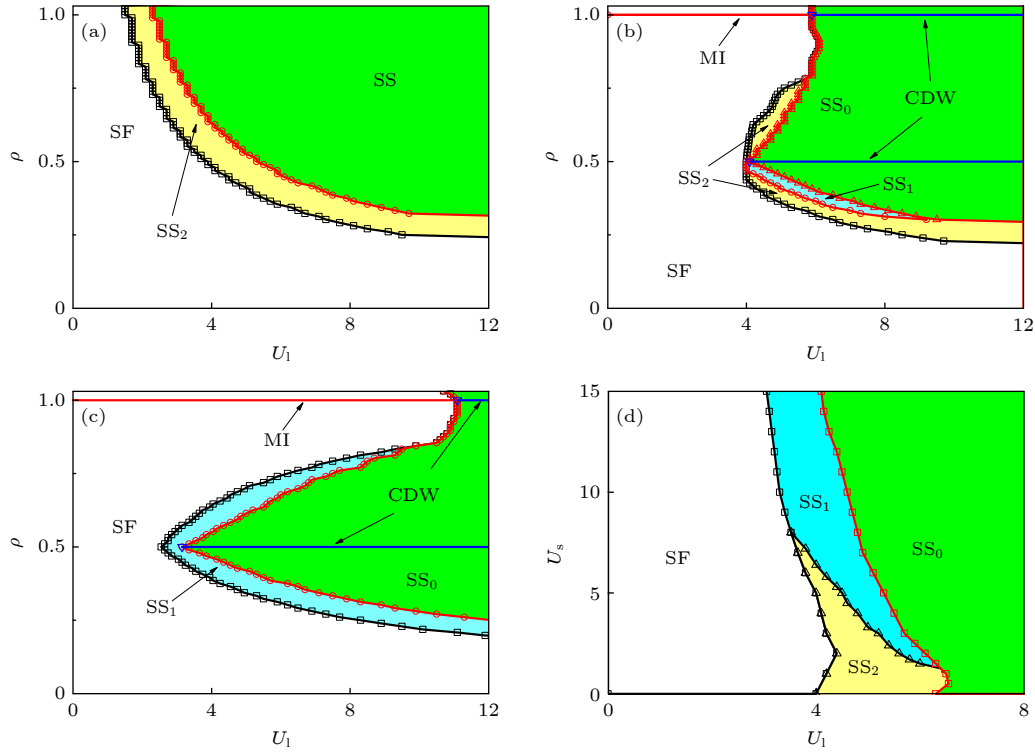 (a)
1.0
0.5
0
ρ
SF
SS₂
SS
0
4
8
12
Uₗ
(b)
1.0
0.5
0
ρ
MI
CDW
SS₀
SS₂
SS₁
SF
0
4
8
12
Uₗ
(c)
1.0
0.5
0
ρ
MI
CDW
SF
SS₁
SS₀
0
4
8
12
Uₗ
(d)
15
10
5
0
Uₛ
SF
SS₁
SS₀
SS₂
0
4
8
Uₗ